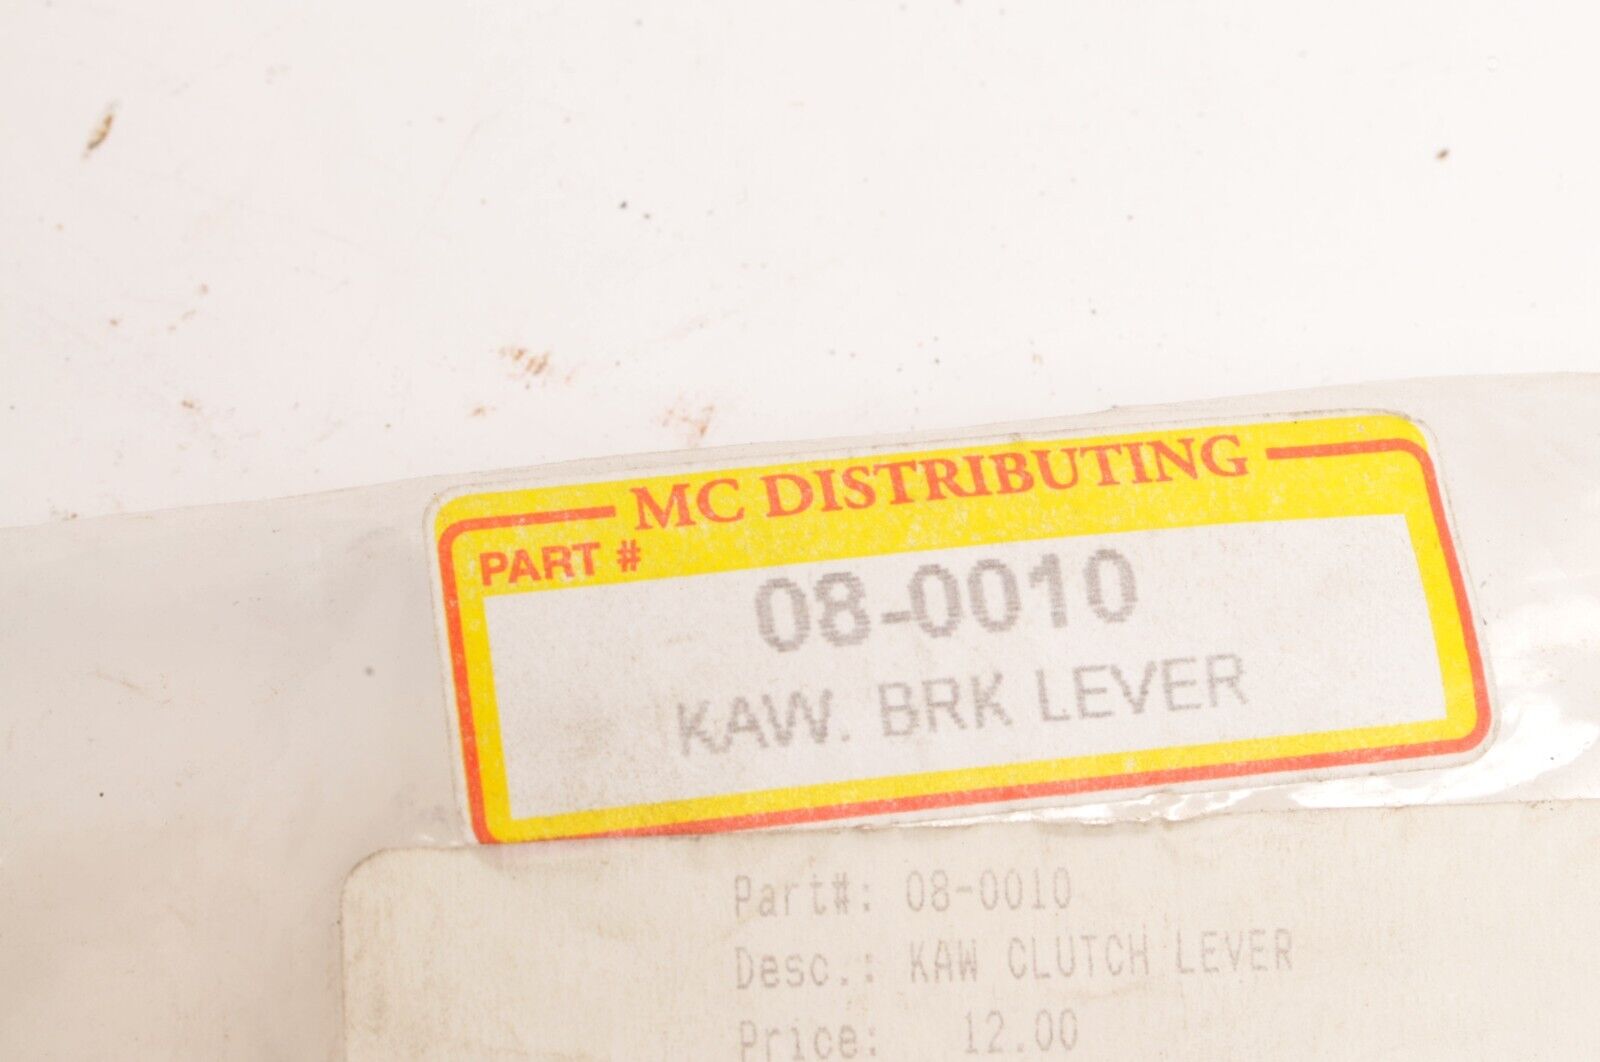 MC DISTRIBUTING
PART #
08-0010
KAW. BRK LEVER
Part#: 08-0010
Desc.: KAW CLUTCH LEVER
Price: 12.00